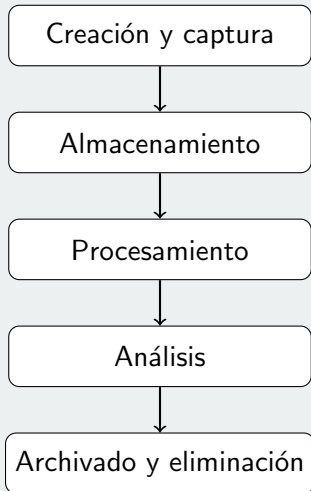 Creación y captura
Almacenamiento
Procesamiento
Análisis
Archivado y eliminación